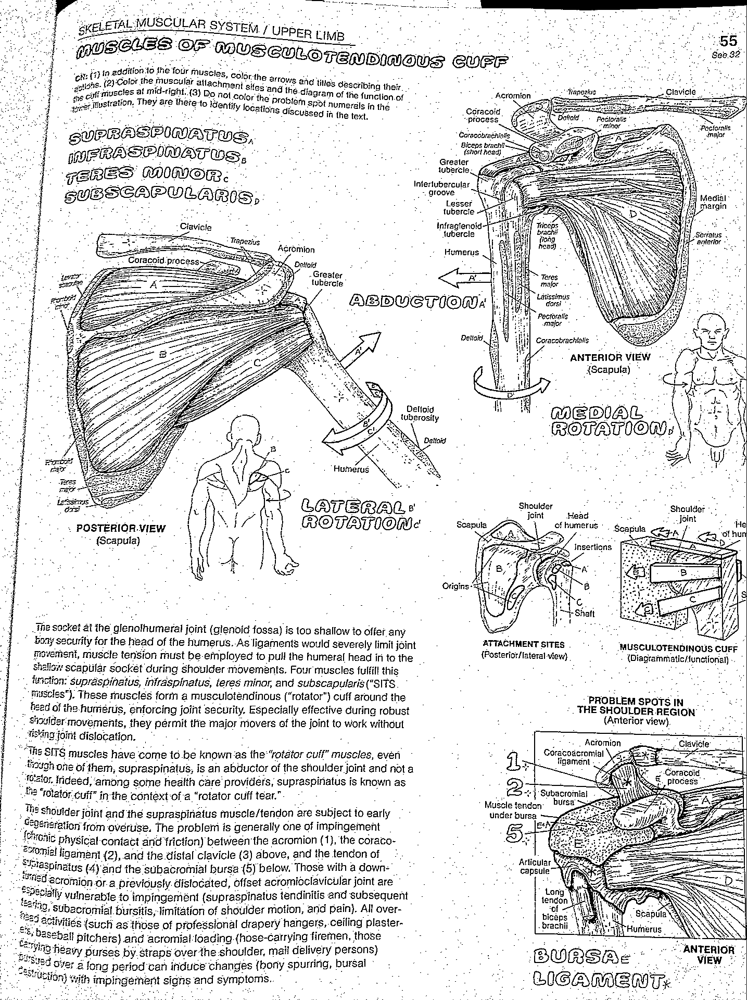 SKELETAL MUSCULAR SYSTEM / UPPER LIMB
MUSCLES OF MUSCULOTENDINOUS CUFF
55
See 32
CN: (1) In addition to the four muscles, color the arrows and titles describing their
actions. (2) Color the muscular attachment sites and the diagram of the function of
the cuff muscles at mid-right. (3) Do not color the problem spot numerals in the
lower illustration. They are there to identify locations discussed in the text.
SUPRASPINATUS A
INFRASPINATUS B
TERES MINOR C
SUBSCAPULARIS D
Acromion
Trapezius
Clavicle
Coracoid
process
Deltoid
Pectoralis
minor
Pectoralis
major
Coracobrachialis
Biceps brachii
(short head)
A
A
Greater
tubercle
Intertubercular
groove
Lesser
tubercle
Infraglenoid
tubercle
Triceps
brachii
(long
head)
D
Medial
margin
Serratus
anterior
Humerus
A'
Teres
major
Latissimus
dorsi
Pectoralis
major
Deltoid
Coracobrachialis
D'
ANTERIOR VIEW
(Scapula)
ABDUCTION A'
MEDIAL
ROTATION D'
Clavicle
Trapezius
Acromion
Coracoid process
Deltoid
Greater
tubercle
Levator
scapulae
Rhomboid
minor
A
A
B
C
A'
B'
C'
Deltoid
tuberosity
Deltoid
Humerus
Rhomboid
major
Teres
major
Latissimus
dorsi
B
C
POSTERIOR VIEW
(Scapula)
LATERAL B'
ROTATION C'
Shoulder
joint
Head
of humerus
Scapula
Insertions
A
B
C
A
B
C
Origins
Shaft
ATTACHMENT SITES
(Posterior/lateral view)
Shoulder
joint
Scapula
He
of hum
A
D
A
B
B
C
C
S
MUSCULOTENDINOUS CUFF
(Diagrammatic/functional)
The socket at the glenolhumeral joint (glenoid fossa) is too shallow to offer any
bony security for the head of the humerus. As ligaments would severely limit joint
movement, muscle tension must be employed to pull the humeral head in to the
shallow scapular socket during shoulder movements. Four muscles fulfill this
function: supraspinatus, infraspinatus, teres minor, and subscapularis ("SITS
muscles"). These muscles form a musculotendinous ("rotator") cuff around the
head of the humerus, enforcing joint security. Especially effective during robust
shoulder movements, they permit the major movers of the joint to work without
risking joint dislocation.
The SITS muscles have come to be known as the "rotator cuff" muscles, even
though one of them, supraspinatus, is an abductor of the shoulder joint and not a
rotator. Indeed, among some health care providers, supraspinatus is known as
the "rotator cuff" in the context of a "rotator cuff tear."
The shoulder joint and the supraspinatus muscle/tendon are subject to early
degeneration from overuse. The problem is generally one of impingement
(chronic physical contact and friction) between the acromion (1), the coraco-
acromial ligament (2), and the distal clavicle (3) above, and the tendon of
supraspinatus (4) and the subacromial bursa (5) below. Those with a down-
turned acromion or a previously dislocated, offset acromioclavicular joint are
especially vulnerable to impingement (supraspinatus tendinitis and subsequent
tearing, subacromial bursitis, limitation of shoulder motion, and pain). All over-
head activities (such as those of professional drapery hangers, ceiling plaster-
ers, baseball pitchers) and acromial loading (hose-carrying firemen, those
carrying heavy purses by straps over the shoulder, mail delivery persons)
pursued over a long period can induce changes (bony spurring, bursal
destruction) with impingement signs and symptoms.
PROBLEM SPOTS IN
THE SHOULDER REGION
(Anterior view)
Acromion
Clavicle
Coracoacromial
ligament
1
2
5
Coracoid
process
Subacromial
bursa
E
A
Muscle tendon
under bursa
E+A
E
Articular
capsule
D
Long
tendon
of
biceps
brachii
Scapula
Humerus
BURSA E
LIGAMENT *
ANTERIOR
VIEW